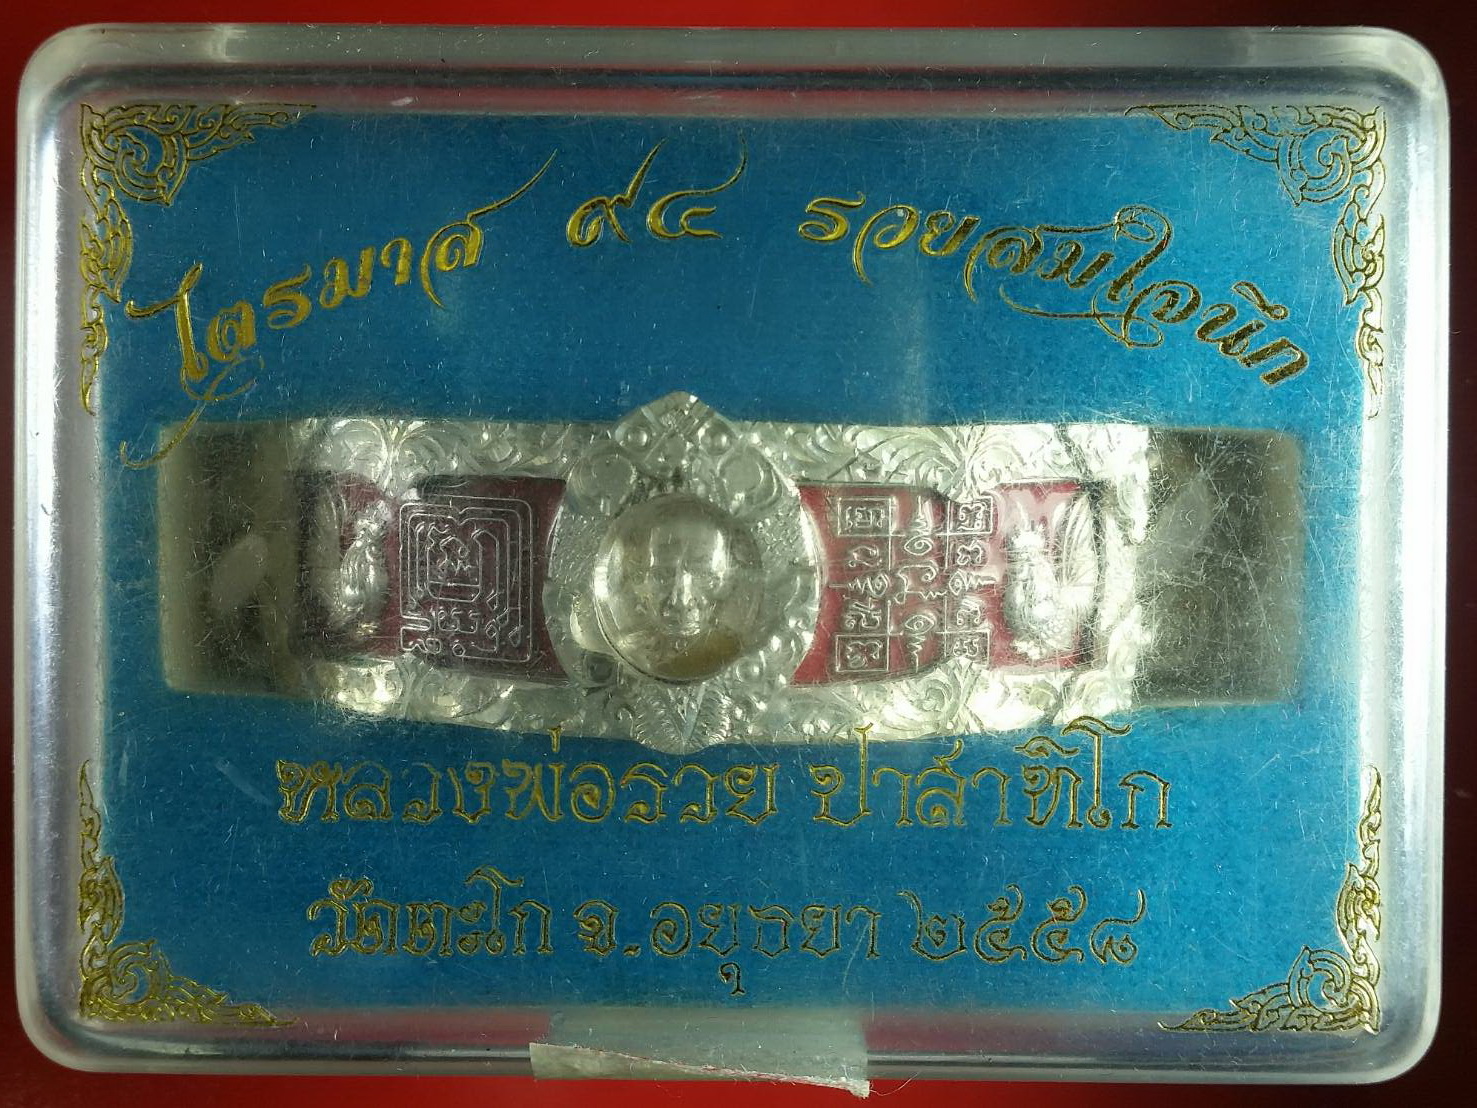 ไตรมาส ๙๔ รวยสมใจนึก
หลวงพ่อรวย ปาสาทิโก
วัดตะโก จ.อยุธยา ๒๕๕๘